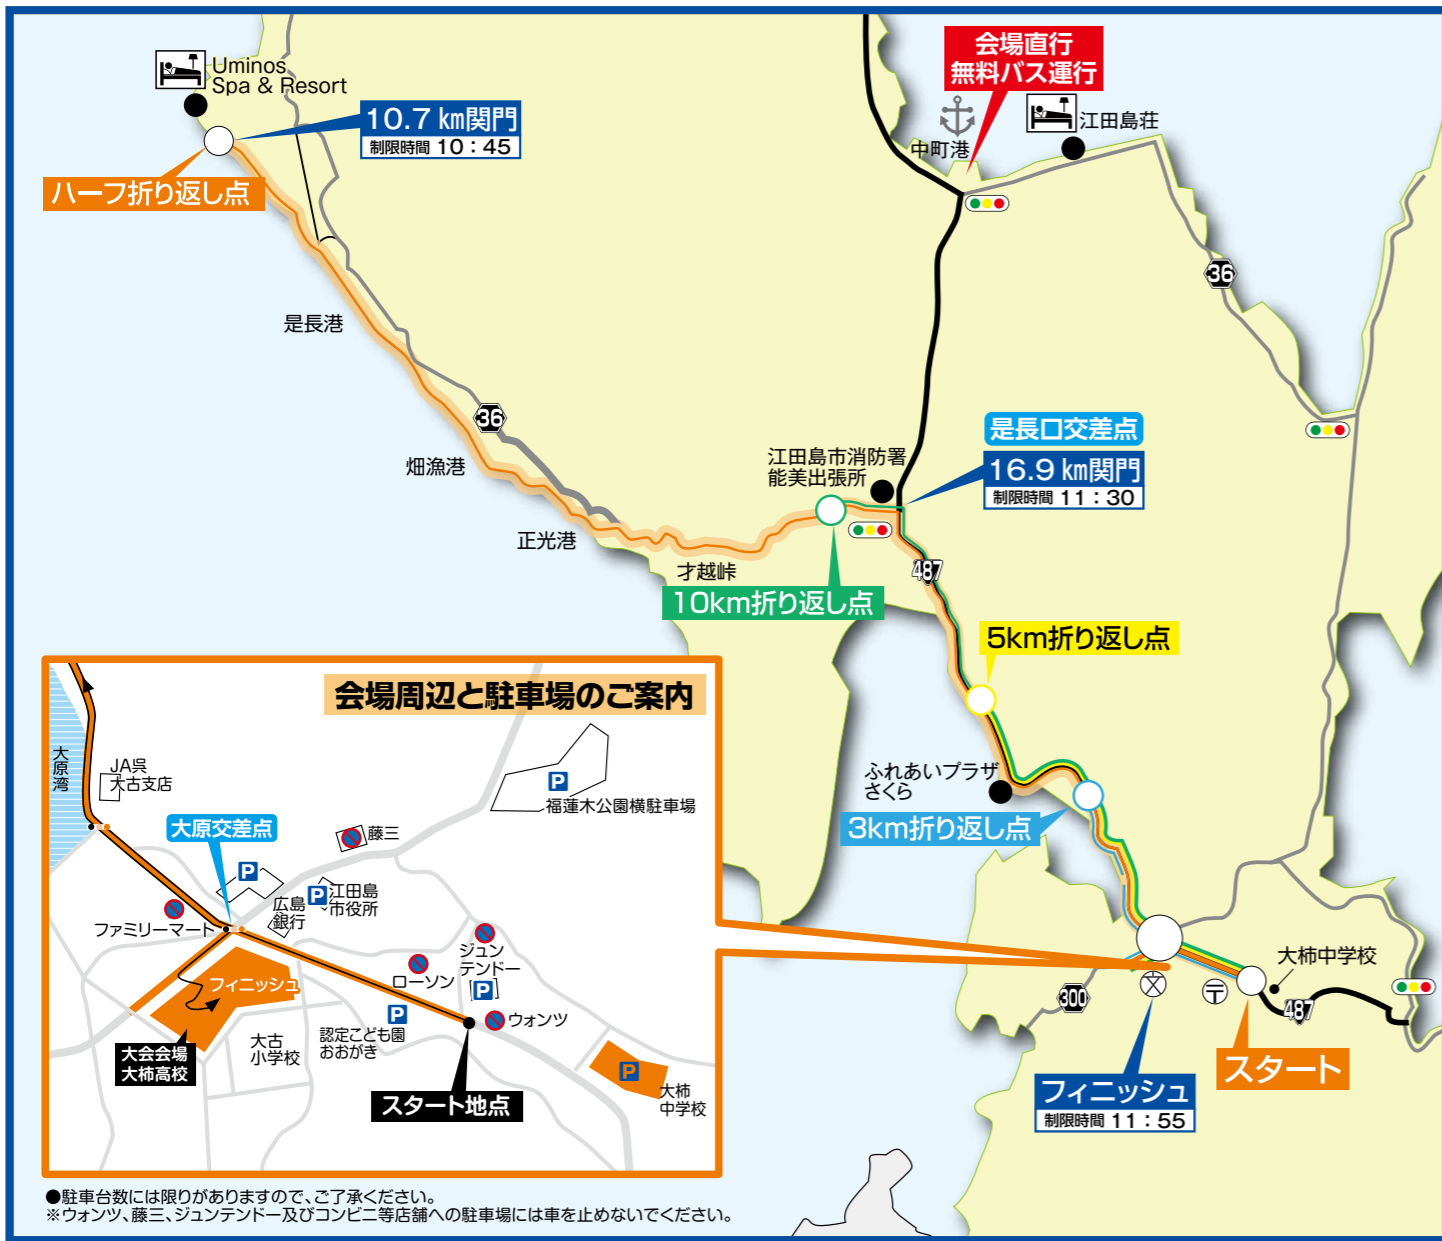 Uminos
Spa & Resort
10.7 km関門
制限時間 10：45
ハーフ折り返し点
会場直行
無料バス運行
中町港
江田島荘
36
是長港
36
畑漁港
正光港
才越峠
江田島市消防署
能美出張所
是長口交差点
16.9 km関門
制限時間 11：30
10km折り返し点
487
5km折り返し点
ふれあいプラザ
さくら
3km折り返し点
大柿中学校
300
文
〒
487
スタート
フィニッシュ
制限時間 11：55
会場周辺と駐車場のご案内
大原湾
JA呉
大古支店
P
福蓮木公園横駐車場
大原交差点
藤三
P
P
江田島
市役所
広島
銀行
ファミリーマート
フィニッシュ
ジュン
テンドー
P
ローソン
P
ウォンツ
認定こども園
おおがき
大古
小学校
大会会場
大柿高校
スタート地点
P
大柿
中学校
●駐車台数には限りがありますので、ご了承ください。
※ウォンツ、藤三、ジュンテンドー及びコンビニ等店舗への駐車場には車を止めないでください。